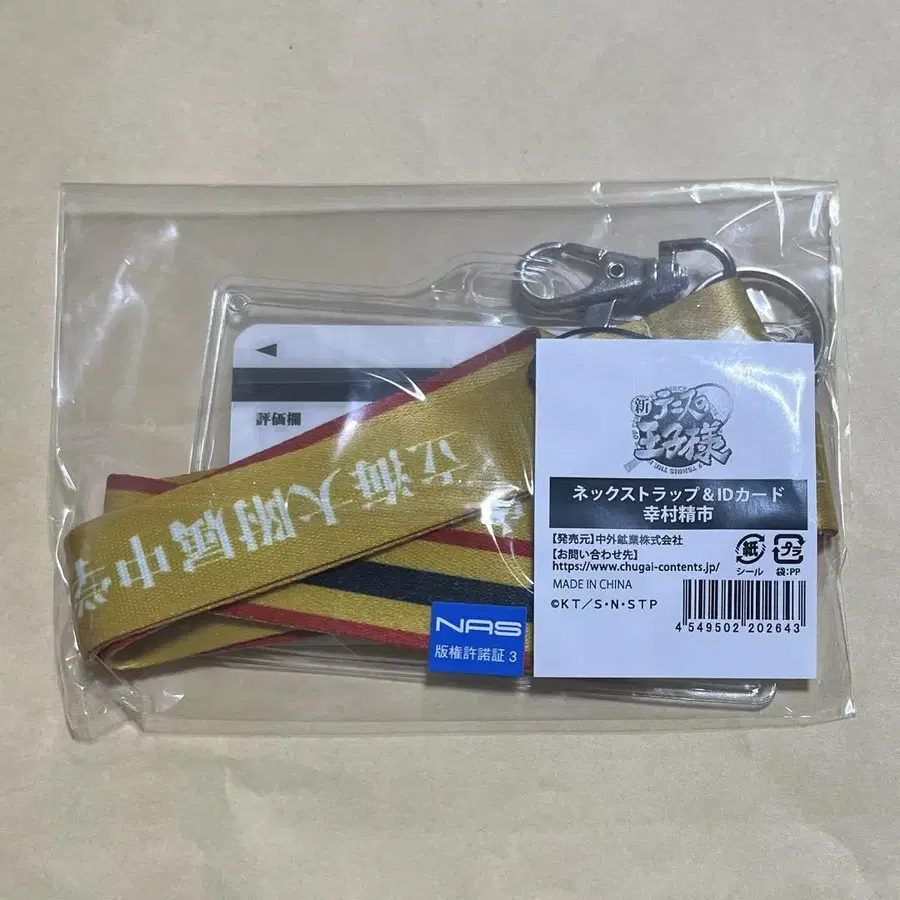 評価欄
立海大附属中学
新テニスの
王子様
ネックストラップ&IDカード
幸村精市
【発売元】中外鉱業株式会社
【お問い合わせ先】
https://www.chugai-contents.jp/
MADE IN CHINA
©KT/S・N・STP
紙
シール
プラ
袋:PP
4 549502 202643
NAS
版権許諾証 3